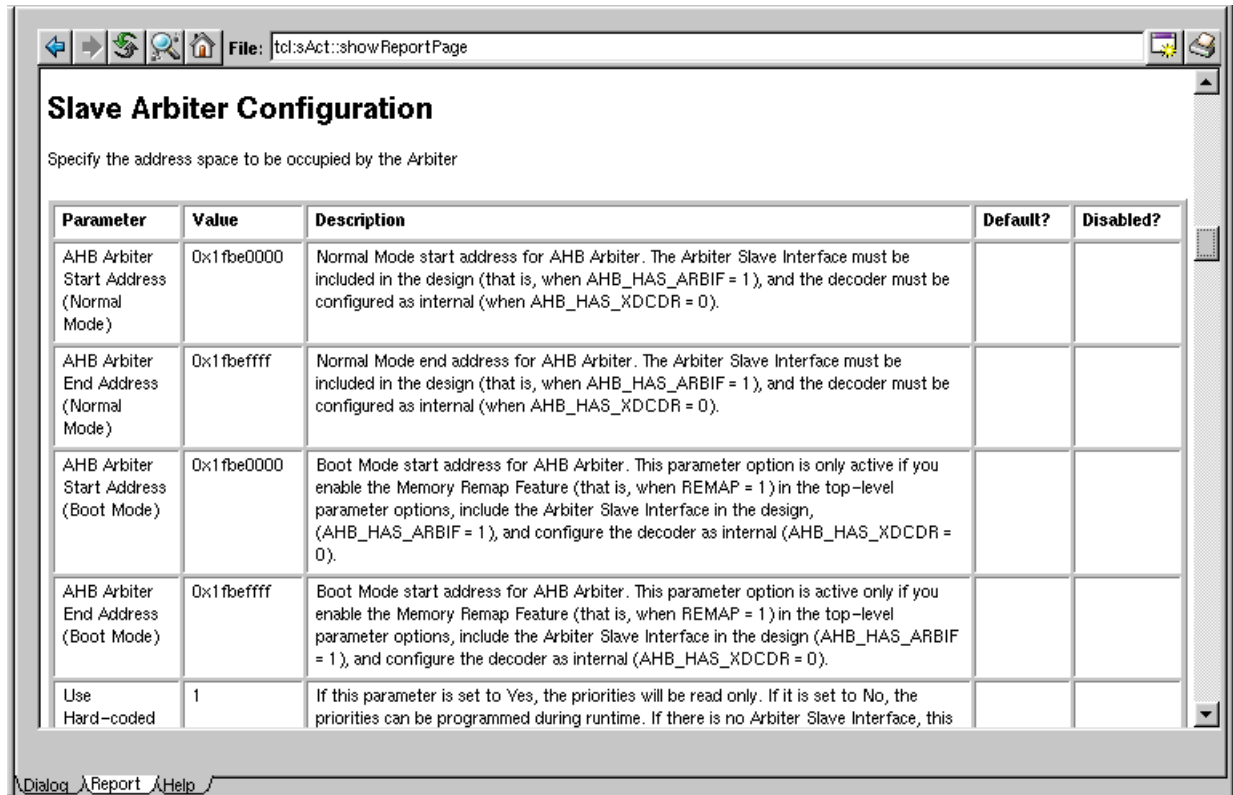 File: tcl:sAct::showReportPage
Slave Arbiter Configuration
Specify the address space to be occupied by the Arbiter
Parameter Value Description Default? Disabled?
AHB Arbiter
Start Address
(Normal
Mode)
0x1fbe0000
Normal Mode start address for AHB Arbiter. The Arbiter Slave Interface must be
included in the design (that is, when AHB_HAS_ARBIF = 1), and the decoder must be
configured as internal (when AHB_HAS_XDCDR = 0).
AHB Arbiter
End Address
(Normal
Mode)
0x1fbeffff
Normal Mode end address for AHB Arbiter. The Arbiter Slave Interface must be
included in the design (that is, when AHB_HAS_ARBIF = 1), and the decoder must be
configured as internal (when AHB_HAS_XDCDR = 0).
AHB Arbiter
Start Address
(Boot Mode)
0x1fbe0000
Boot Mode start address for AHB Arbiter. This parameter option is only active if you
enable the Memory Remap Feature (that is, when REMAP = 1) in the top-level
parameter options, include the Arbiter Slave Interface in the design,
(AHB_HAS_ARBIF = 1), and configure the decoder as internal (AHB_HAS_XDCDR =
0).
AHB Arbiter
End Address
(Boot Mode)
0x1fbeffff
Boot Mode start address for AHB Arbiter. This parameter option is active only if you
enable the Memory Remap Feature (that is, when REMAP = 1) in the top-level
parameter options, include the Arbiter Slave Interface in the design (AHB_HAS_ARBIF
= 1), and configure the decoder as internal (AHB_HAS_XDCDR = 0).
Use
Hard-coded
1
If this parameter is set to Yes, the priorities will be read only. If it is set to No, the
priorities can be programmed during runtime. If there is no Arbiter Slave Interface, this
Dialog Report Help